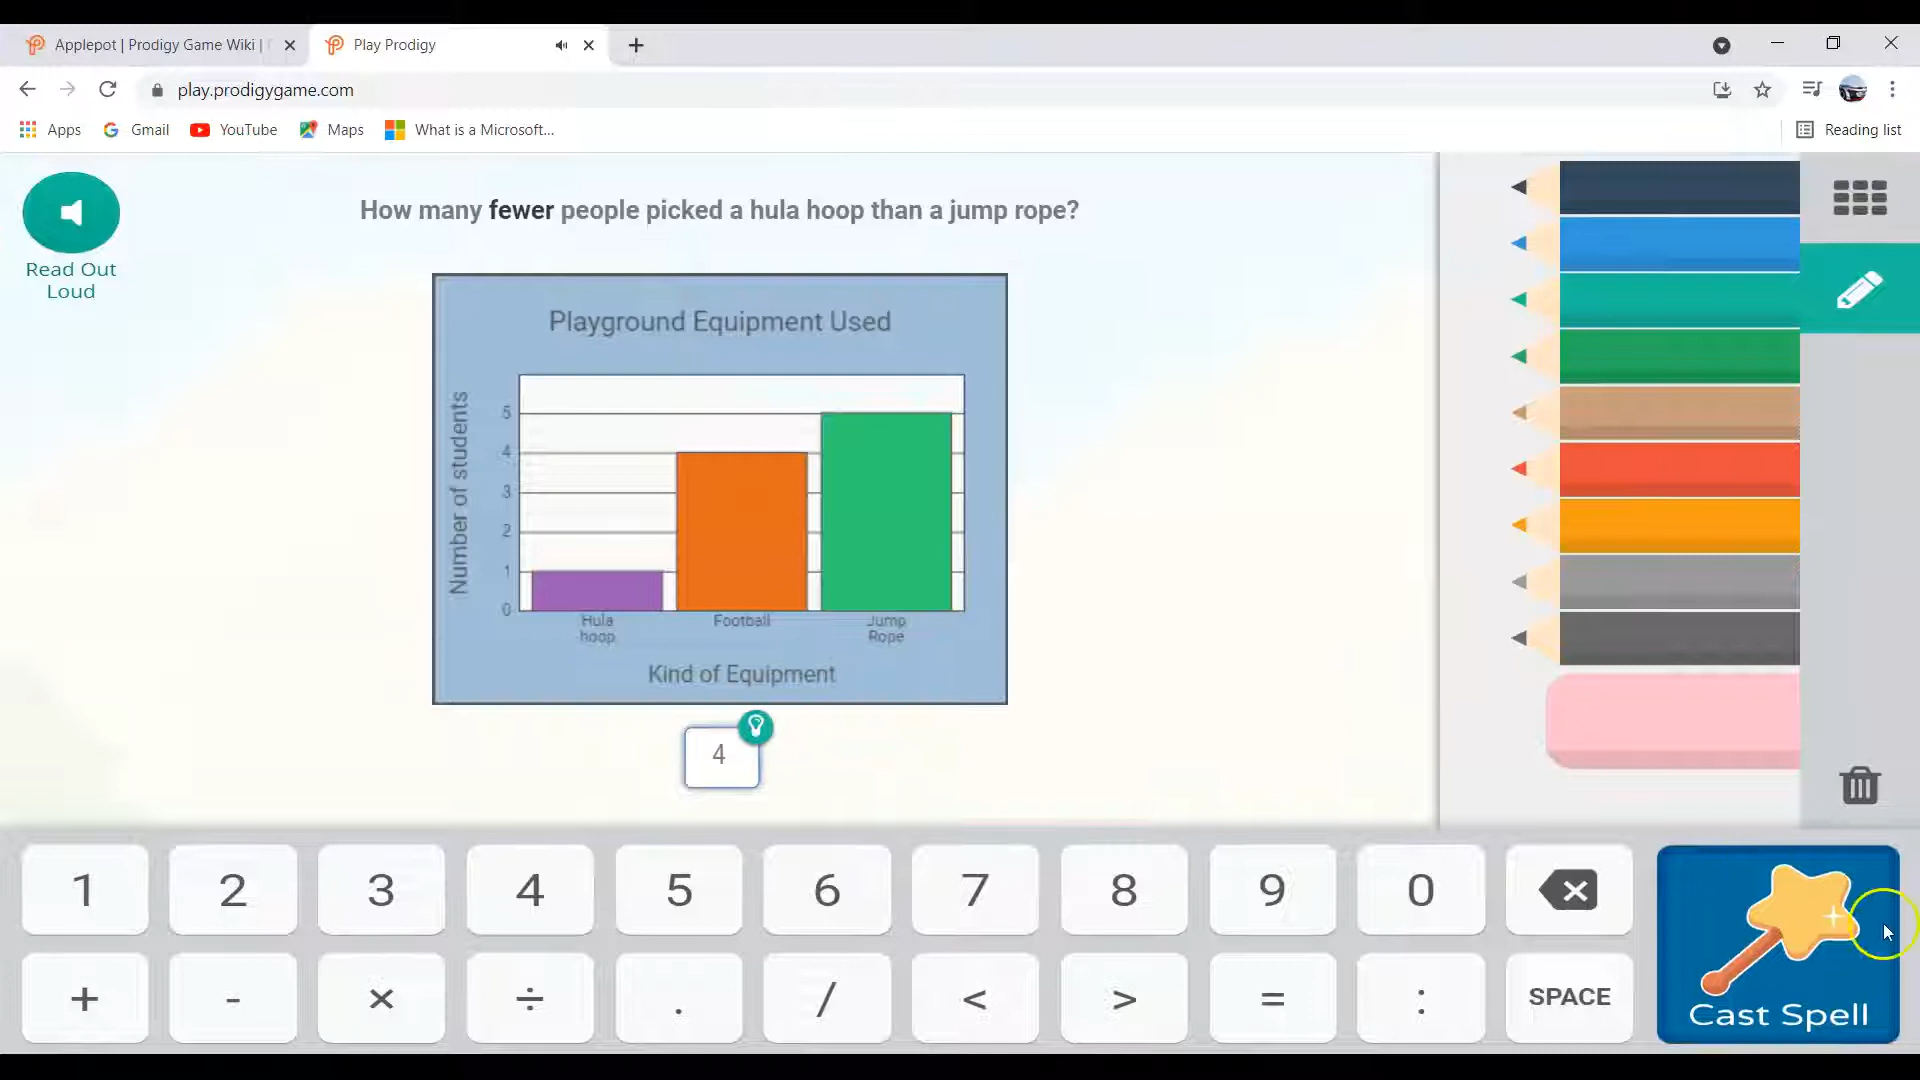 Applepot | Prodigy Game Wiki |
Play Prodigy
play.prodigygame.com
Apps
Gmail
YouTube
Maps
What is a Microsoft...
Reading list
Read Out
Loud
How many fewer people picked a hula hoop than a jump rope?
Playground Equipment Used
Number of students
5
4
3
2
1
0
Hula
hoop
Football
Jump
Rope
Kind of Equipment
4
1 2 3 4 5 6 7 8 9 0
+ - × ÷ . / < > = : SPACE
Cast Spell